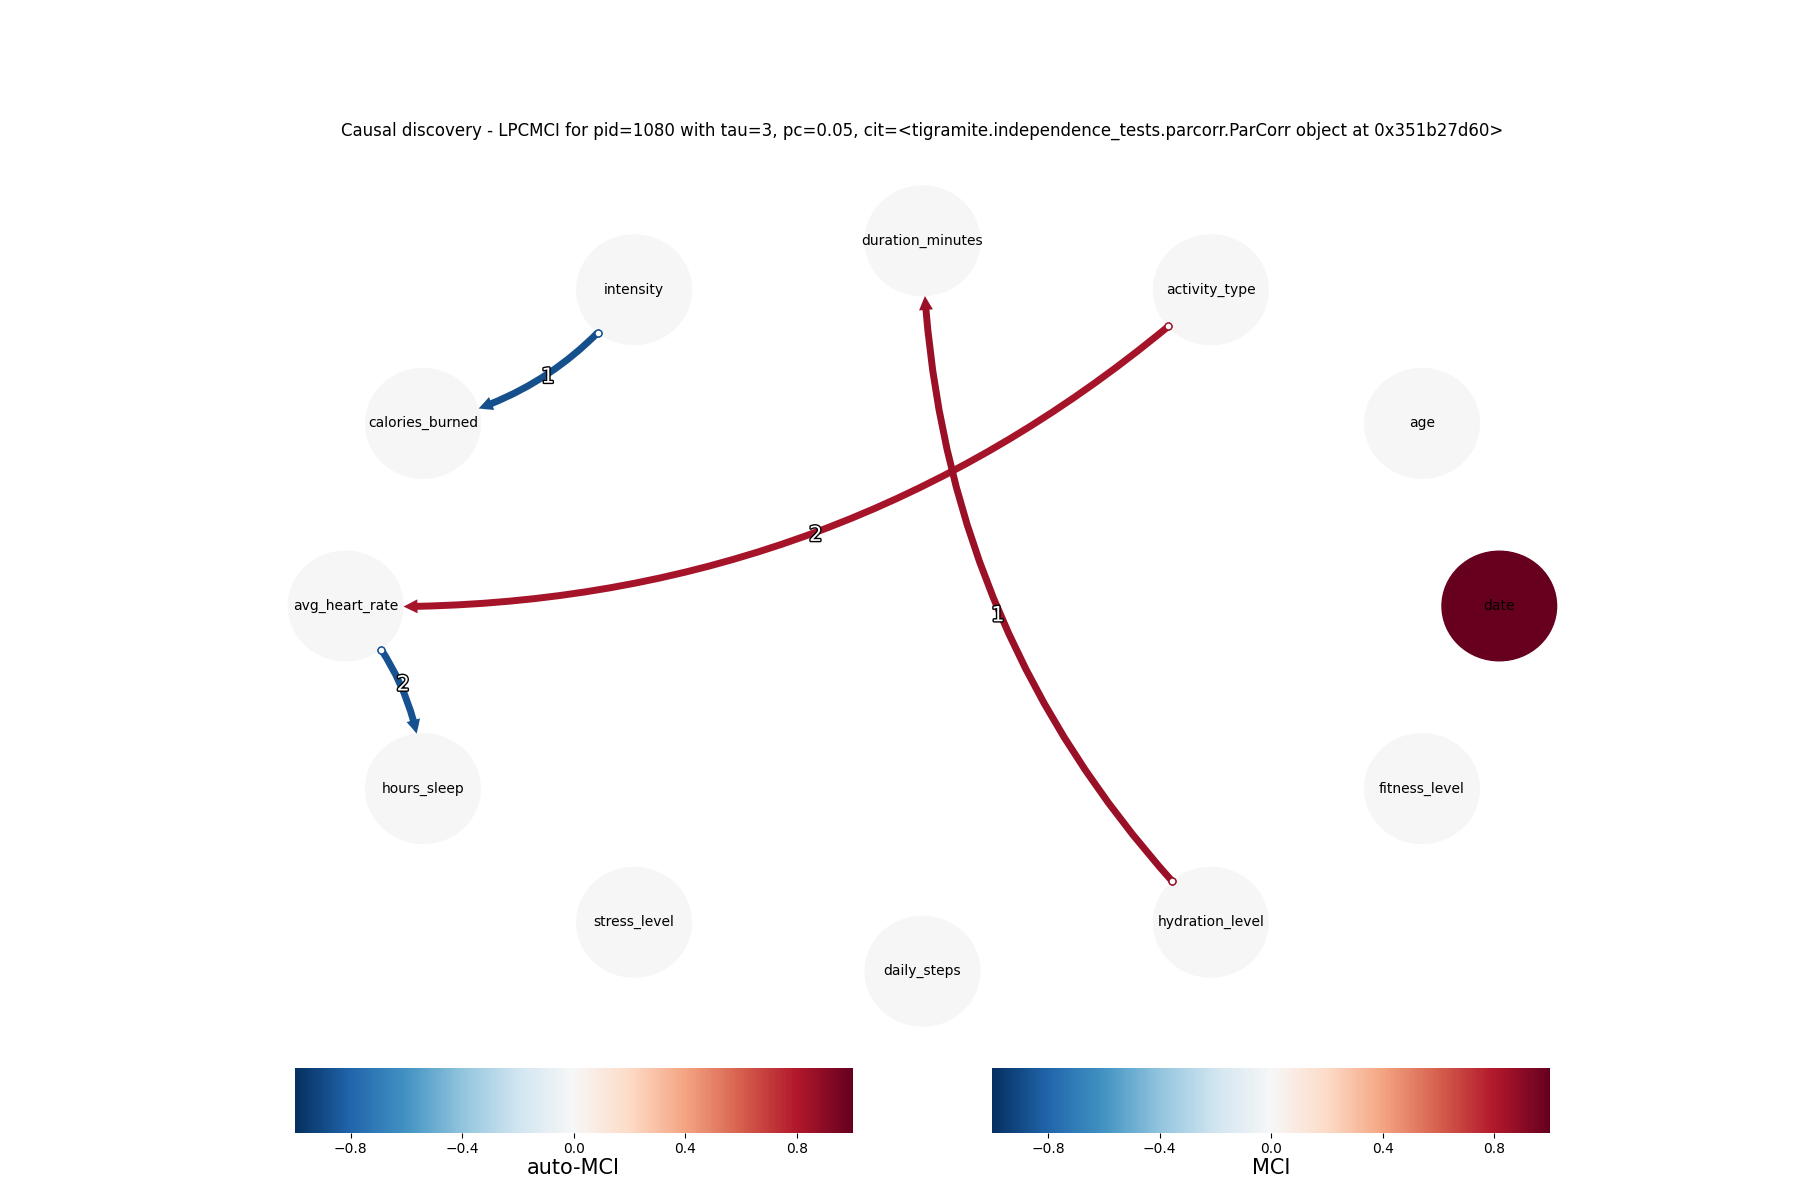 Causal discovery - LPCMCI for pid=1080 with tau=3, pc=0.05, cit=<tigramite.independence_tests.parcorr.ParCorr object at 0x351b27d60>
duration_minutes
intensity
activity_type
1
calories_burned
age
2
avg_heart_rate
date
1
2
hours_sleep
fitness_level
stress_level
hydration_level
daily_steps
−0.8 −0.4 0.0 0.4 0.8
auto-MCI
−0.8 −0.4 0.0 0.4 0.8
MCI